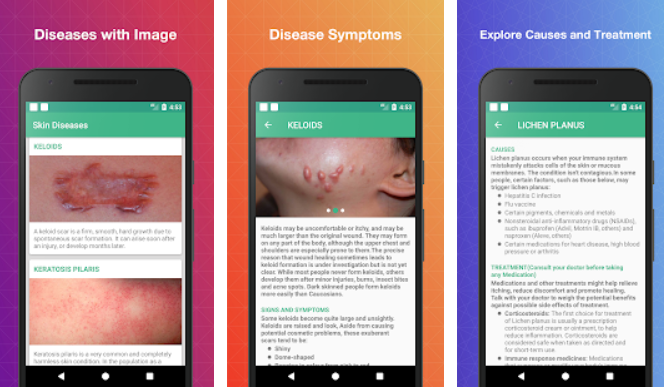 Diseases with Image
4:53
Skin Diseases
KELOIDS
A keloid scar is a firm, smooth, hard growth due to
spontaneous scar formation. It can arise soon after
an injury, or develop months later.
KERATOSIS PILARIS
Keratosis pilaris is a very common and completely
harmless skin condition. In the population as a
Disease Symptoms
4:53
KELOIDS
Keloids may be uncomfortable or itchy, and may be
much larger than the original wound. They may form
on any part of the body, although the upper chest and
shoulders are especially prone to them. The precise
reason that wound healing sometimes leads to
keloid formation is under investigation but is not yet
clear. While most people never form keloids, others
develop them after minor injuries, burns, insect bites
and acne spots. Dark skinned people form keloids
more easily than Caucasians.
SIGNS AND SYMPTOMS
Some keloids become quite large and unsightly.
Keloids are raised and look, Aside from causing
potential cosmetic problems, these exuberant
scars tend to be:
Shiny
Dome-shaped
Explore Causes and Treatment
4:54
LICHEN PLANUS
CAUSES
Lichen planus occurs when your immune system
mistakenly attacks cells of the skin or mucous
membranes. The condition isn't contagious. In some
people, certain factors, such as those below, may
trigger lichen planus:
Hepatitis C infection
Flu vaccine
Certain pigments, chemicals and metals
Nonsteroidal anti-inflammatory drugs (NSAIDs),
such as ibuprofen (Advil, Motrin IB, others) and
naproxen (Aleve, others)
Certain medications for heart disease, high blood
pressure or arthritis
TREATMENT(Consult your doctor before taking
any Medication)
Medications and other treatments might help relieve
itching, reduce discomfort and promote healing.
Talk with your doctor to weigh the potential benefits
against possible side effects of treatment.
Corticosteroids: The first choice for treatment
of Lichen planus is usually a prescription
corticosteroid cream or ointment, to help
reduce inflammation. Corticosteroids are
considered safe when taken as directed and
for short-term use.
Immune response medicines: Medications